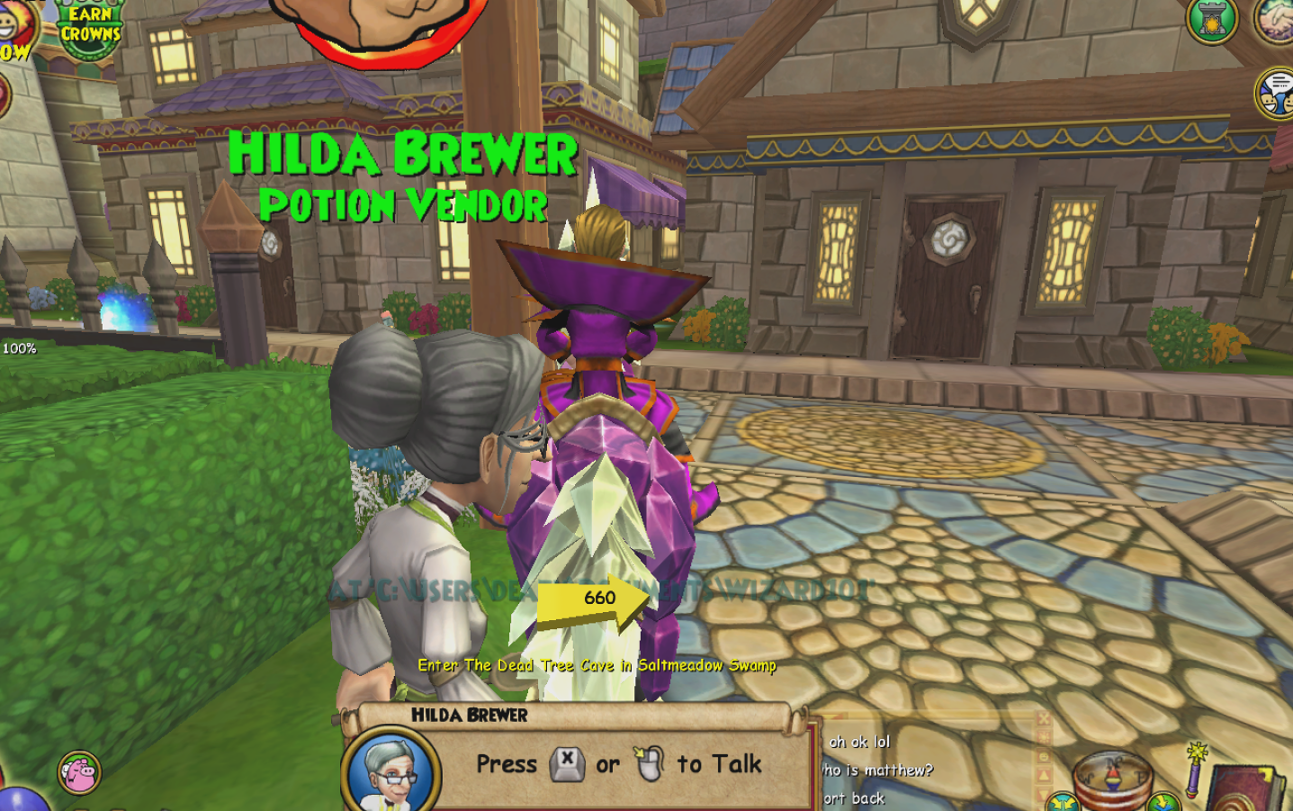 EARN
CROWNS
OW
HILDA BREWER
POTION VENDOR
100%
660
Enter The Dead Tree Cave in Saltmeadow Swamp
HILDA BREWER
Press X or to Talk
oh ok lol
who is matthew?
ort back